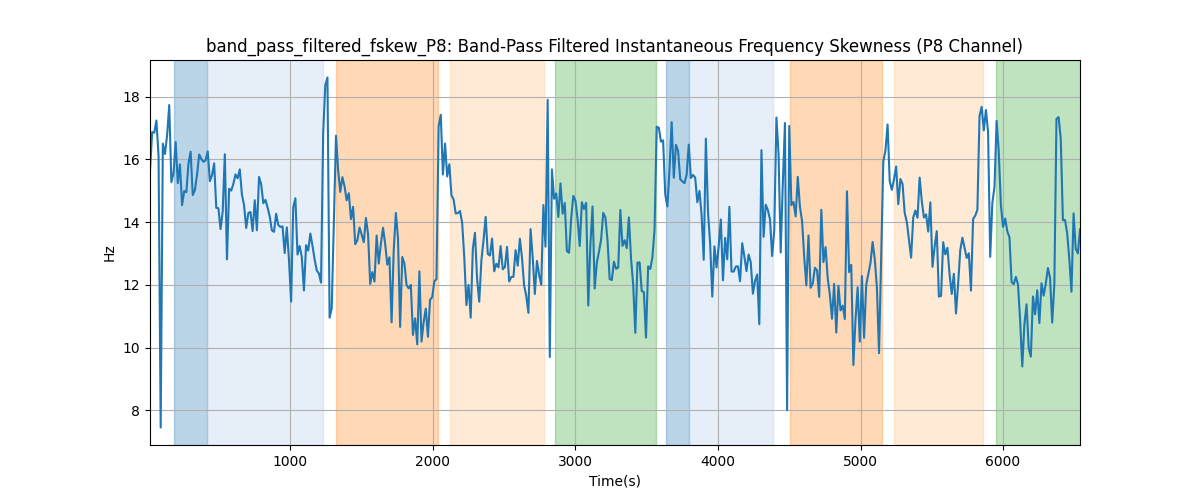 band_pass_filtered_fskew_P8: Band-Pass Filtered Instantaneous Frequency Skewness (P8 Channel)
18
16
14
12
10
8
Hz
1000 2000 3000 4000 5000 6000
Time(s)